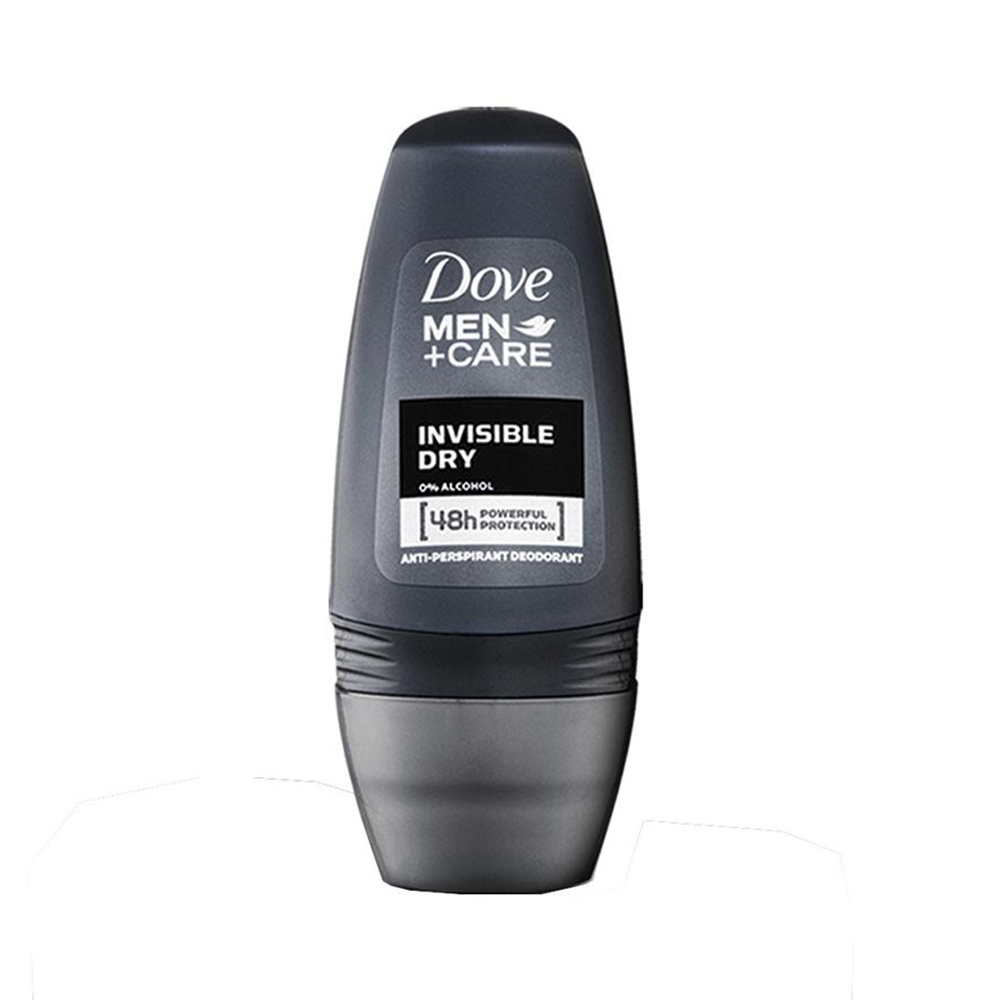 Dove
MEN
+CARE
INVISIBLE
DRY
0% ALCOHOL
[48h POWERFUL
PROTECTION]
ANTI-PERSPIRANT DEODORANT